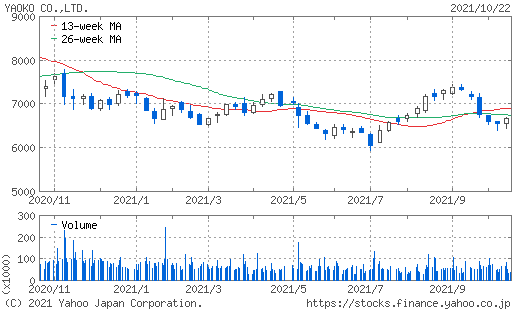 YAOKO CO.,LTD. 2021/10/22
9000
13-week MA
26-week MA
8000
7000
6000
5000
2020/11 2021/1 2021/3 2021/5 2021/7 2021/9
300
Volume
200
100
0
(x1000)
2020/11 2021/1 2021/3 2021/5 2021/7 2021/9
(C) 2021 Yahoo Japan Corporation. https://stocks.finance.yahoo.co.jp/